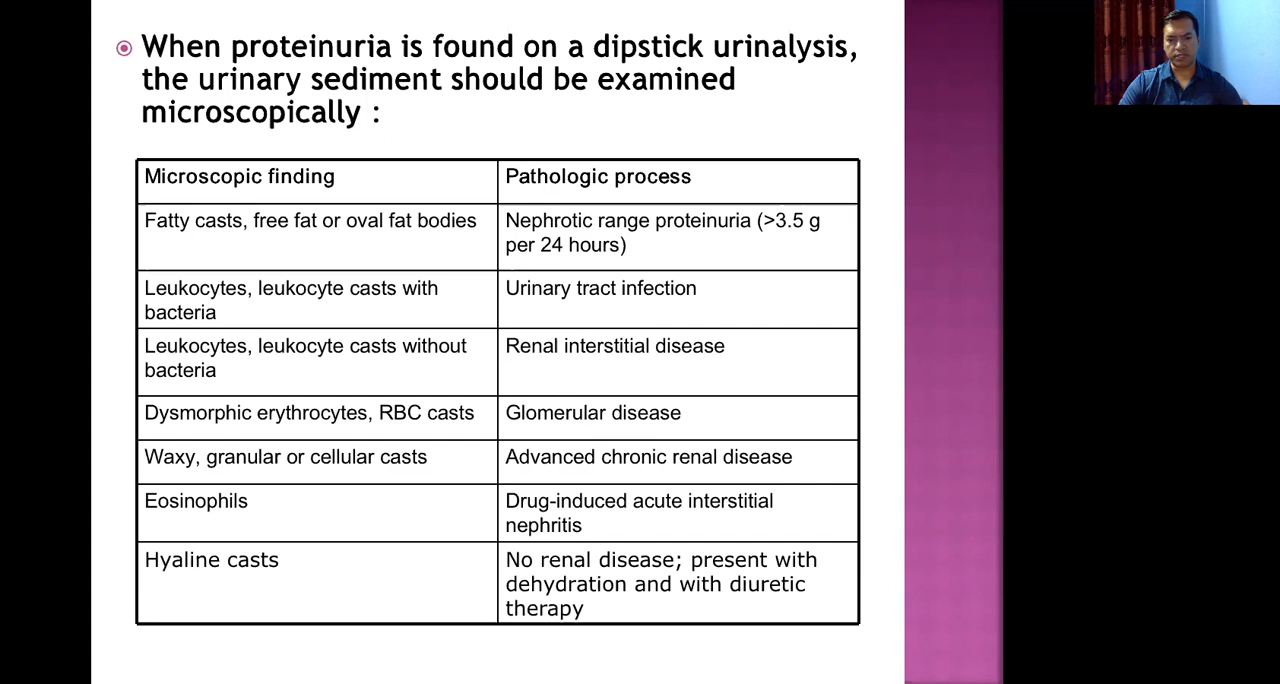 When proteinuria is found on a dipstick urinalysis,
the urinary sediment should be examined
microscopically :
Microscopic finding
Pathologic process
Fatty casts, free fat or oval fat bodies
Nephrotic range proteinuria (>3.5 g
per 24 hours)
Leukocytes, leukocyte casts with
bacteria
Urinary tract infection
Leukocytes, leukocyte casts without
bacteria
Renal interstitial disease
Dysmorphic erythrocytes, RBC casts
Glomerular disease
Waxy, granular or cellular casts
Advanced chronic renal disease
Eosinophils
Drug-induced acute interstitial
nephritis
Hyaline casts
No renal disease; present with
dehydration and with diuretic
therapy